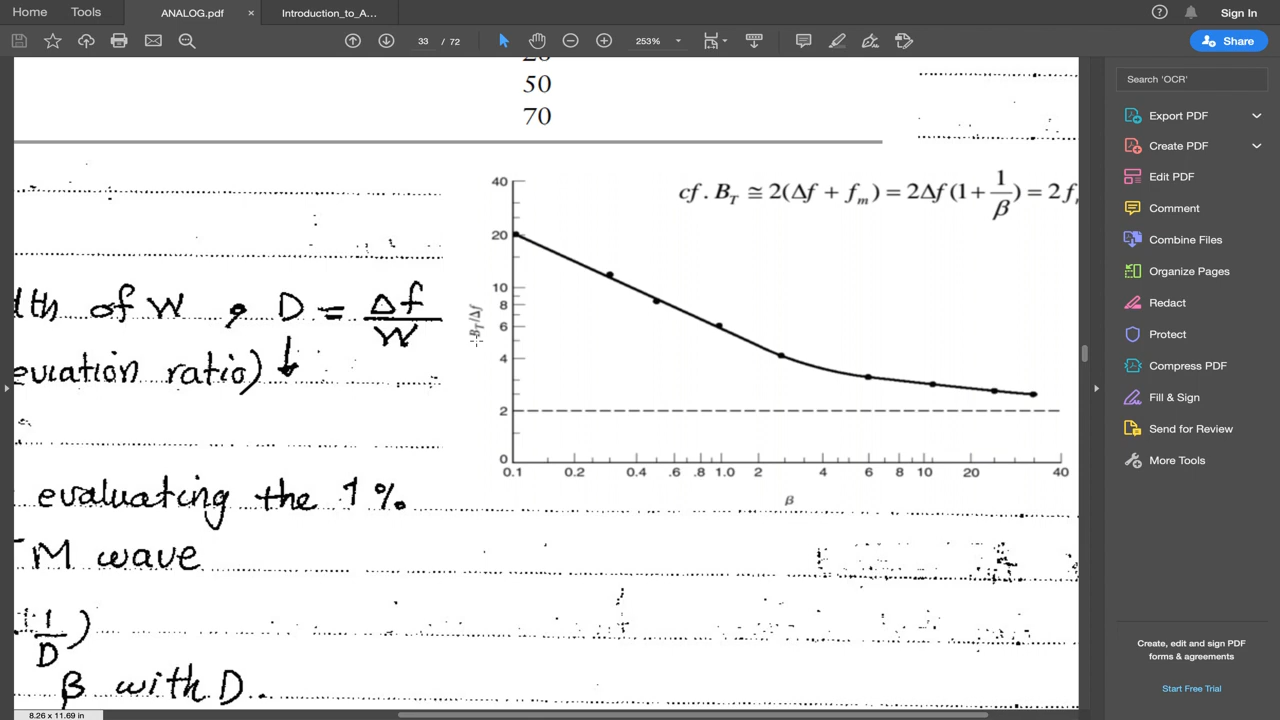 Home
Tools
ANALOG.pdf
×
Introduction_to_A...
Sign In
33 / 72
253%
Share
50
70
Search 'OCR'
Export PDF
Create PDF
Edit PDF
Comment
Combine Files
Organize Pages
Redact
Protect
Compress PDF
Fill & Sign
Send for Review
More Tools
Create, edit and sign PDF
forms & agreements
Start Free Trial
cf. B_T ≅ 2(Δf + f_m) = 2Δf(1 + 1/β) = 2f
40
20
10
8
6
4
2
0
B_T/Δf
0.1 0.2 0.4 .6 .8 1.0 2 4 6 8 10 20 40
β
of W , D = Δf/W
ratio) ↓
evaluating the 1%
wave
1/D )
β with D.
8.26 x 11.69 in